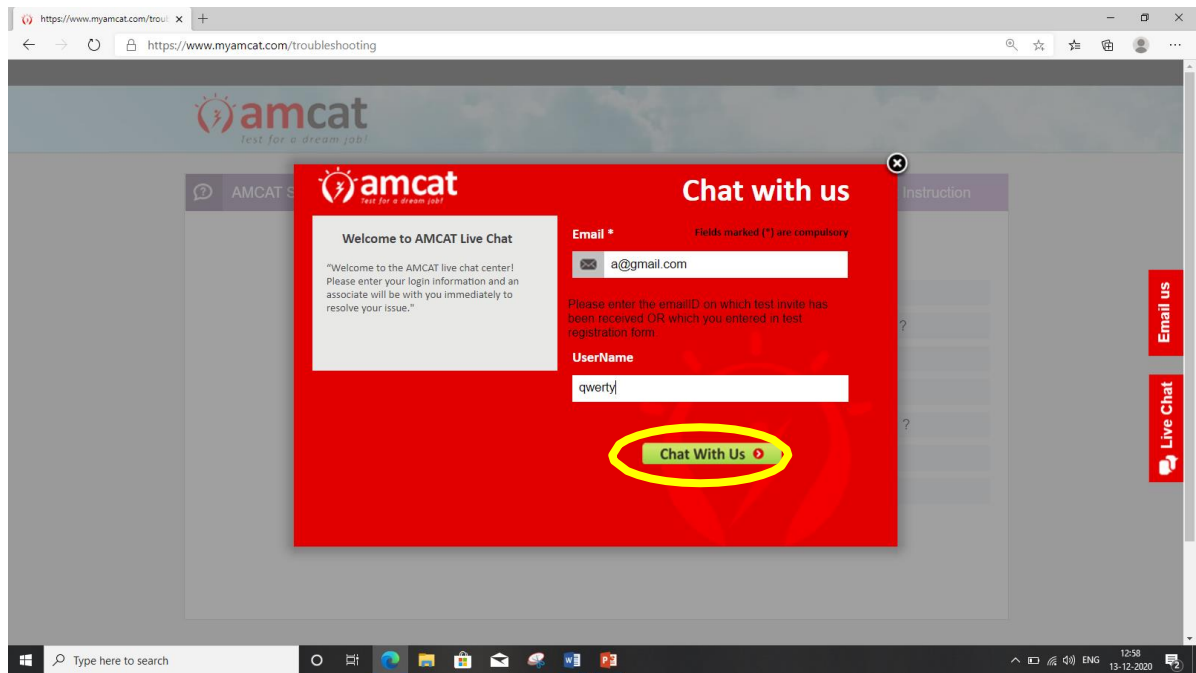 https://www.myamcat.com/trou
https://www.myamcat.com/troubleshooting
amcat
Test for a dream job!
AMCAT S
Instruction
amcat
Test for a dream job!
Chat with us
Welcome to AMCAT Live Chat
"Welcome to the AMCAT live chat center!
Please enter your login information and an
associate will be with you immediately to
resolve your issue."
Email *
Fields marked (*) are compulsory
a@gmail.com
Please enter the emailID on which test invite has
been received OR which you entered in test
registration form
UserName
qwerty
Chat With Us
?
?
Email us
Live Chat
Type here to search
ENG
12:58
13-12-2020
2